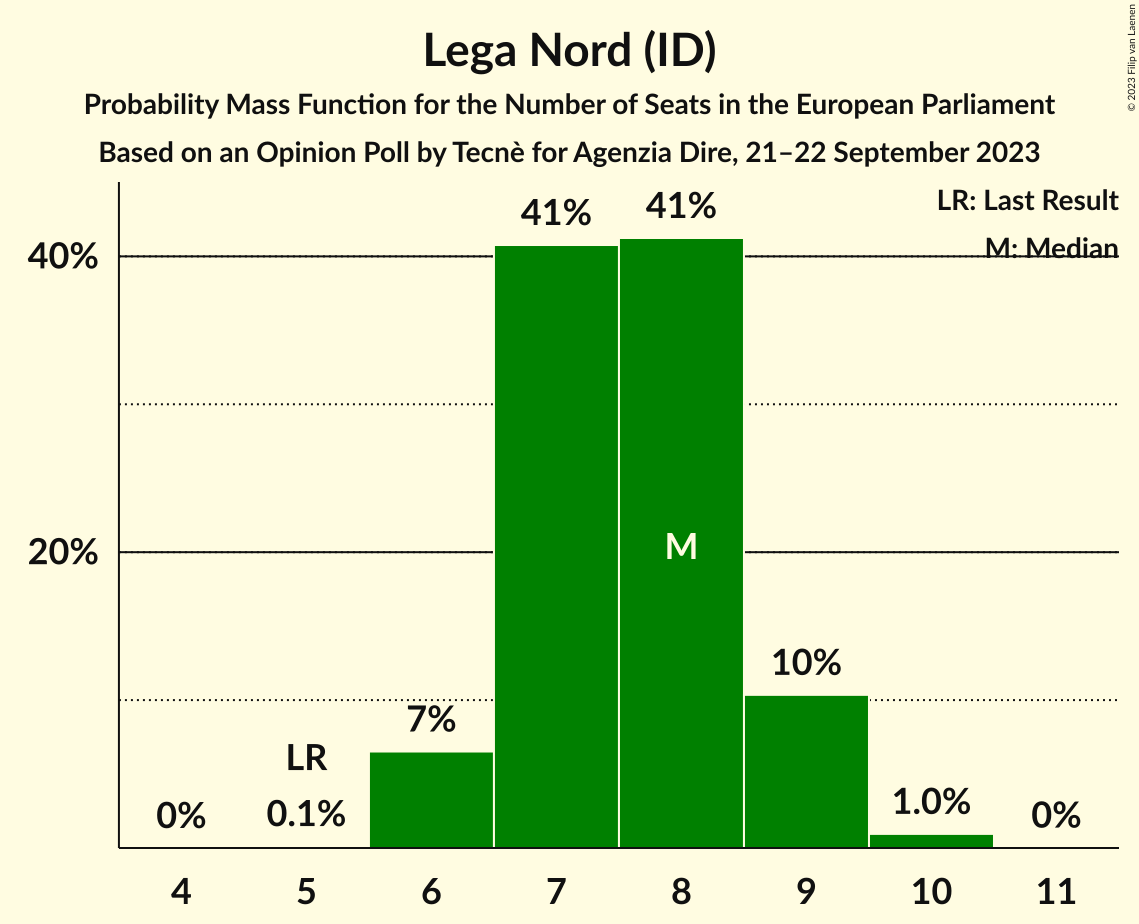 Lega Nord (ID)
Probability Mass Function for the Number of Seats in the European Parliament
Based on an Opinion Poll by Tecnè for Agenzia Dire, 21–22 September 2023
© 2023 Filip van Laenen
LR: Last Result
M: Median
40%
20%
0%
LR
0.1%
7%
41%
41%
M
10%
1.0%
0%
4 5 6 7 8 9 10 11